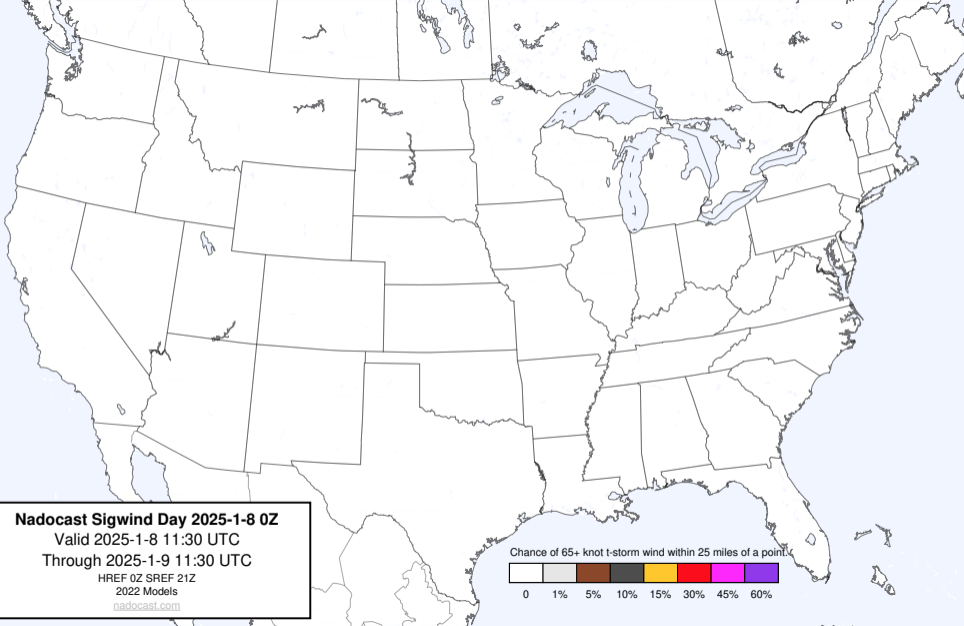 Nadocast Sigwind Day 2025-1-8 0Z
Valid 2025-1-8 11:30 UTC
Through 2025-1-9 11:30 UTC
HREF 0Z SREF 21Z
2022 Models
nadocast.com
Chance of 65+ knot t-storm wind within 25 miles of a point.
0 1% 5% 10% 15% 30% 45% 60%